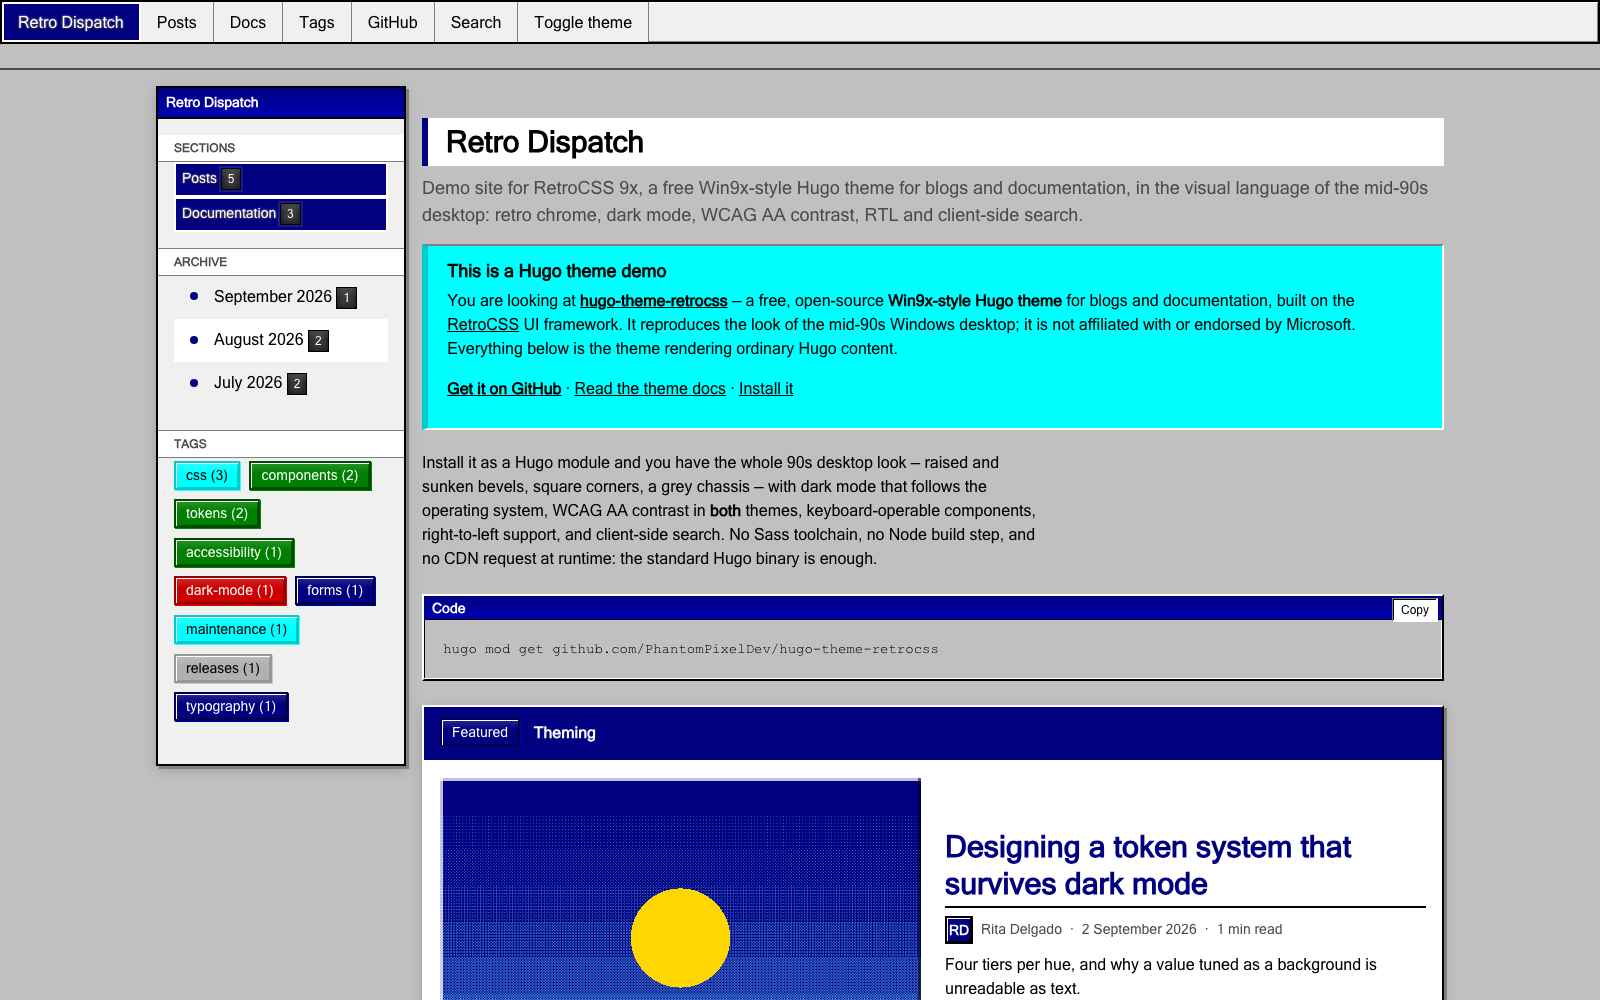 Retro Dispatch Posts Docs Tags GitHub Search Toggle theme
Retro Dispatch
SECTIONS
Posts 5
Documentation 3
ARCHIVE
September 2026 1
August 2026 2
July 2026 2
TAGS
css (3) components (2)
tokens (2)
accessibility (1)
dark-mode (1) forms (1)
maintenance (1)
releases (1)
typography (1)
Retro Dispatch
Demo site for RetroCSS 9x, a free Win9x-style Hugo theme for blogs and documentation, in the visual language of the mid-90s
desktop: retro chrome, dark mode, WCAG AA contrast, RTL and client-side search.
This is a Hugo theme demo
You are looking at hugo-theme-retrocss – a free, open-source Win9x-style Hugo theme for blogs and documentation, built on the
RetroCSS UI framework. It reproduces the look of the mid-90s Windows desktop; it is not affiliated with or endorsed by Microsoft.
Everything below is the theme rendering ordinary Hugo content.
Get it on GitHub · Read the theme docs · Install it
Install it as a Hugo module and you have the whole 90s desktop look – raised and
sunken bevels, square corners, a grey chassis – with dark mode that follows the
operating system, WCAG AA contrast in both themes, keyboard-operable components,
right-to-left support, and client-side search. No Sass toolchain, no Node build step, and
no CDN request at runtime: the standard Hugo binary is enough.
Code Copy
hugo mod get github.com/PhantomPixelDev/hugo-theme-retrocss
Featured Theming
Designing a token system that
survives dark mode
RD Rita Delgado · 2 September 2026 · 1 min read
Four tiers per hue, and why a value tuned as a background is
unreadable as text.